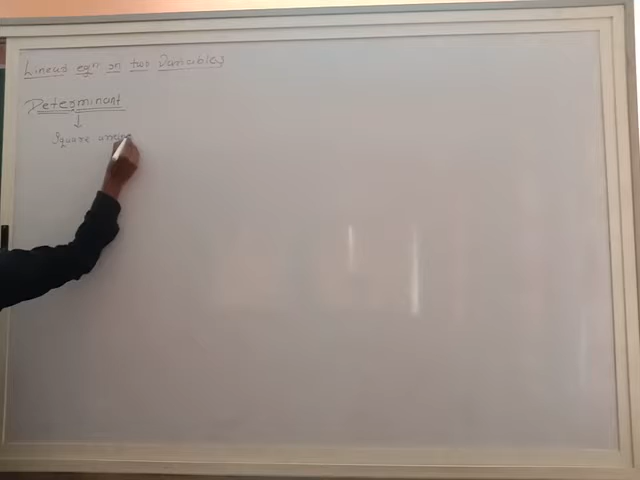 Linear eqn in two Variables
Determinant
Square